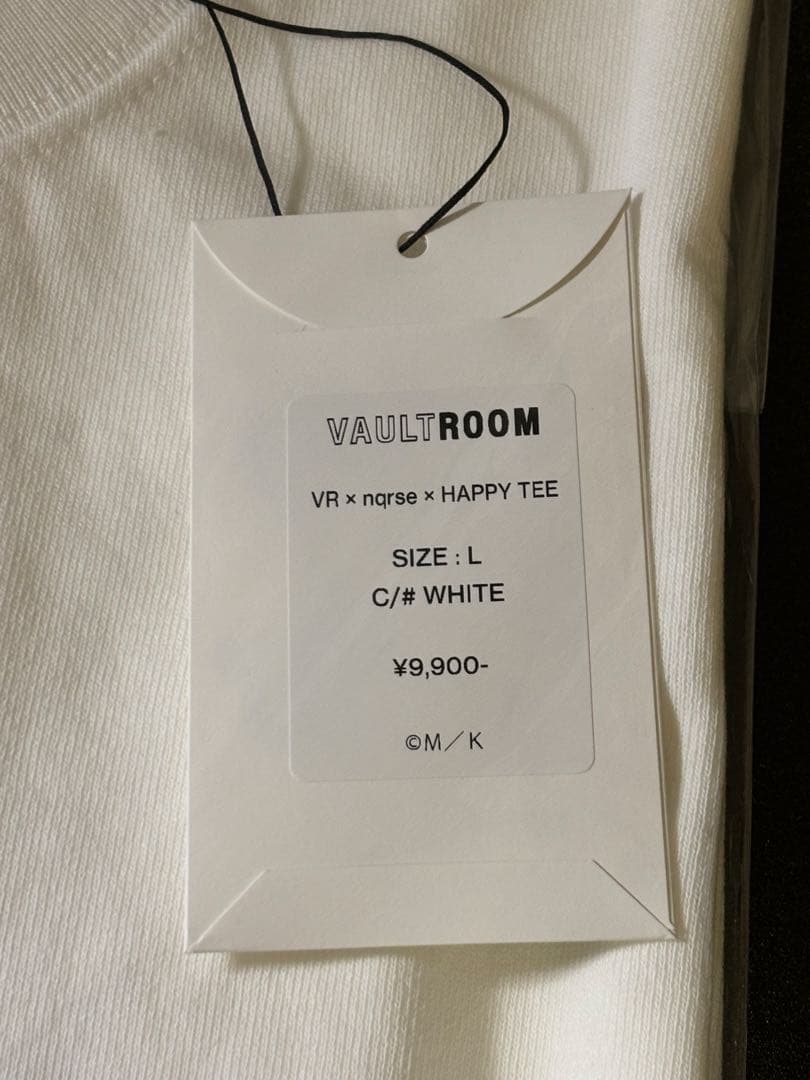 VAULTROOM
VR × nqrse × HAPPY TEE
SIZE : L
C/# WHITE
¥9,900-
©M／K